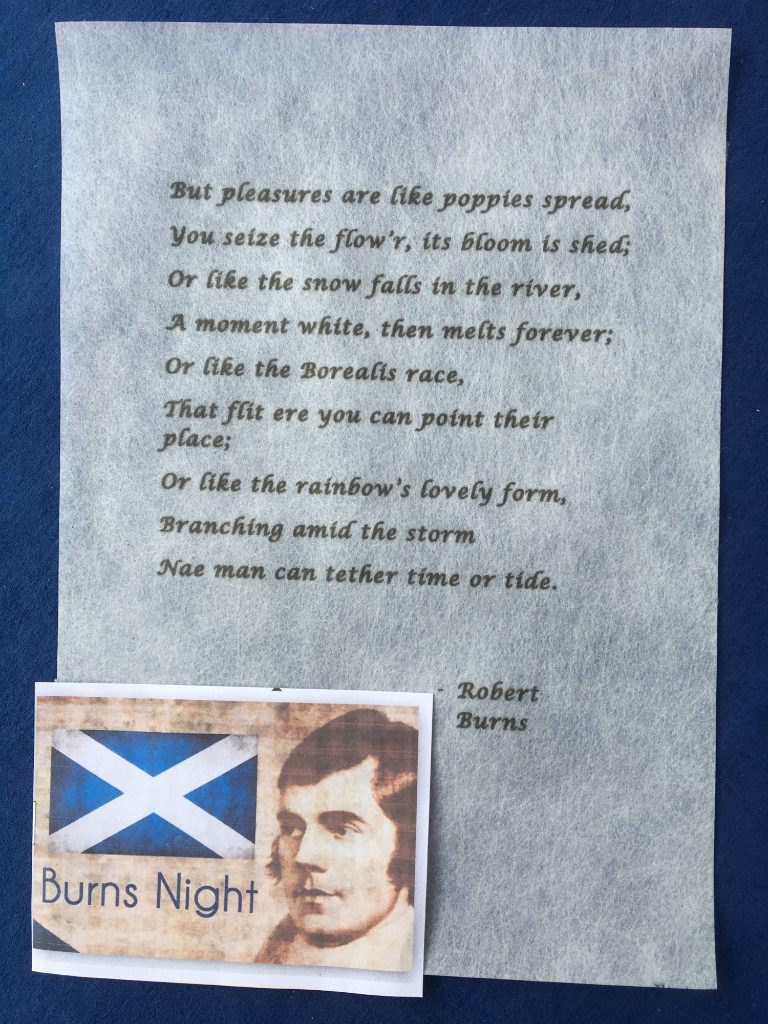 But pleasures are like poppies spread,
You seize the flow'r, its bloom is shed;
Or like the snow falls in the river,
A moment white, then melts forever;
Or like the Borealis race,
That flit ere you can point their
place;
Or like the rainbow's lovely form,
Branching amid the storm
Nae man can tether time or tide.
- Robert
Burns
Burns Night